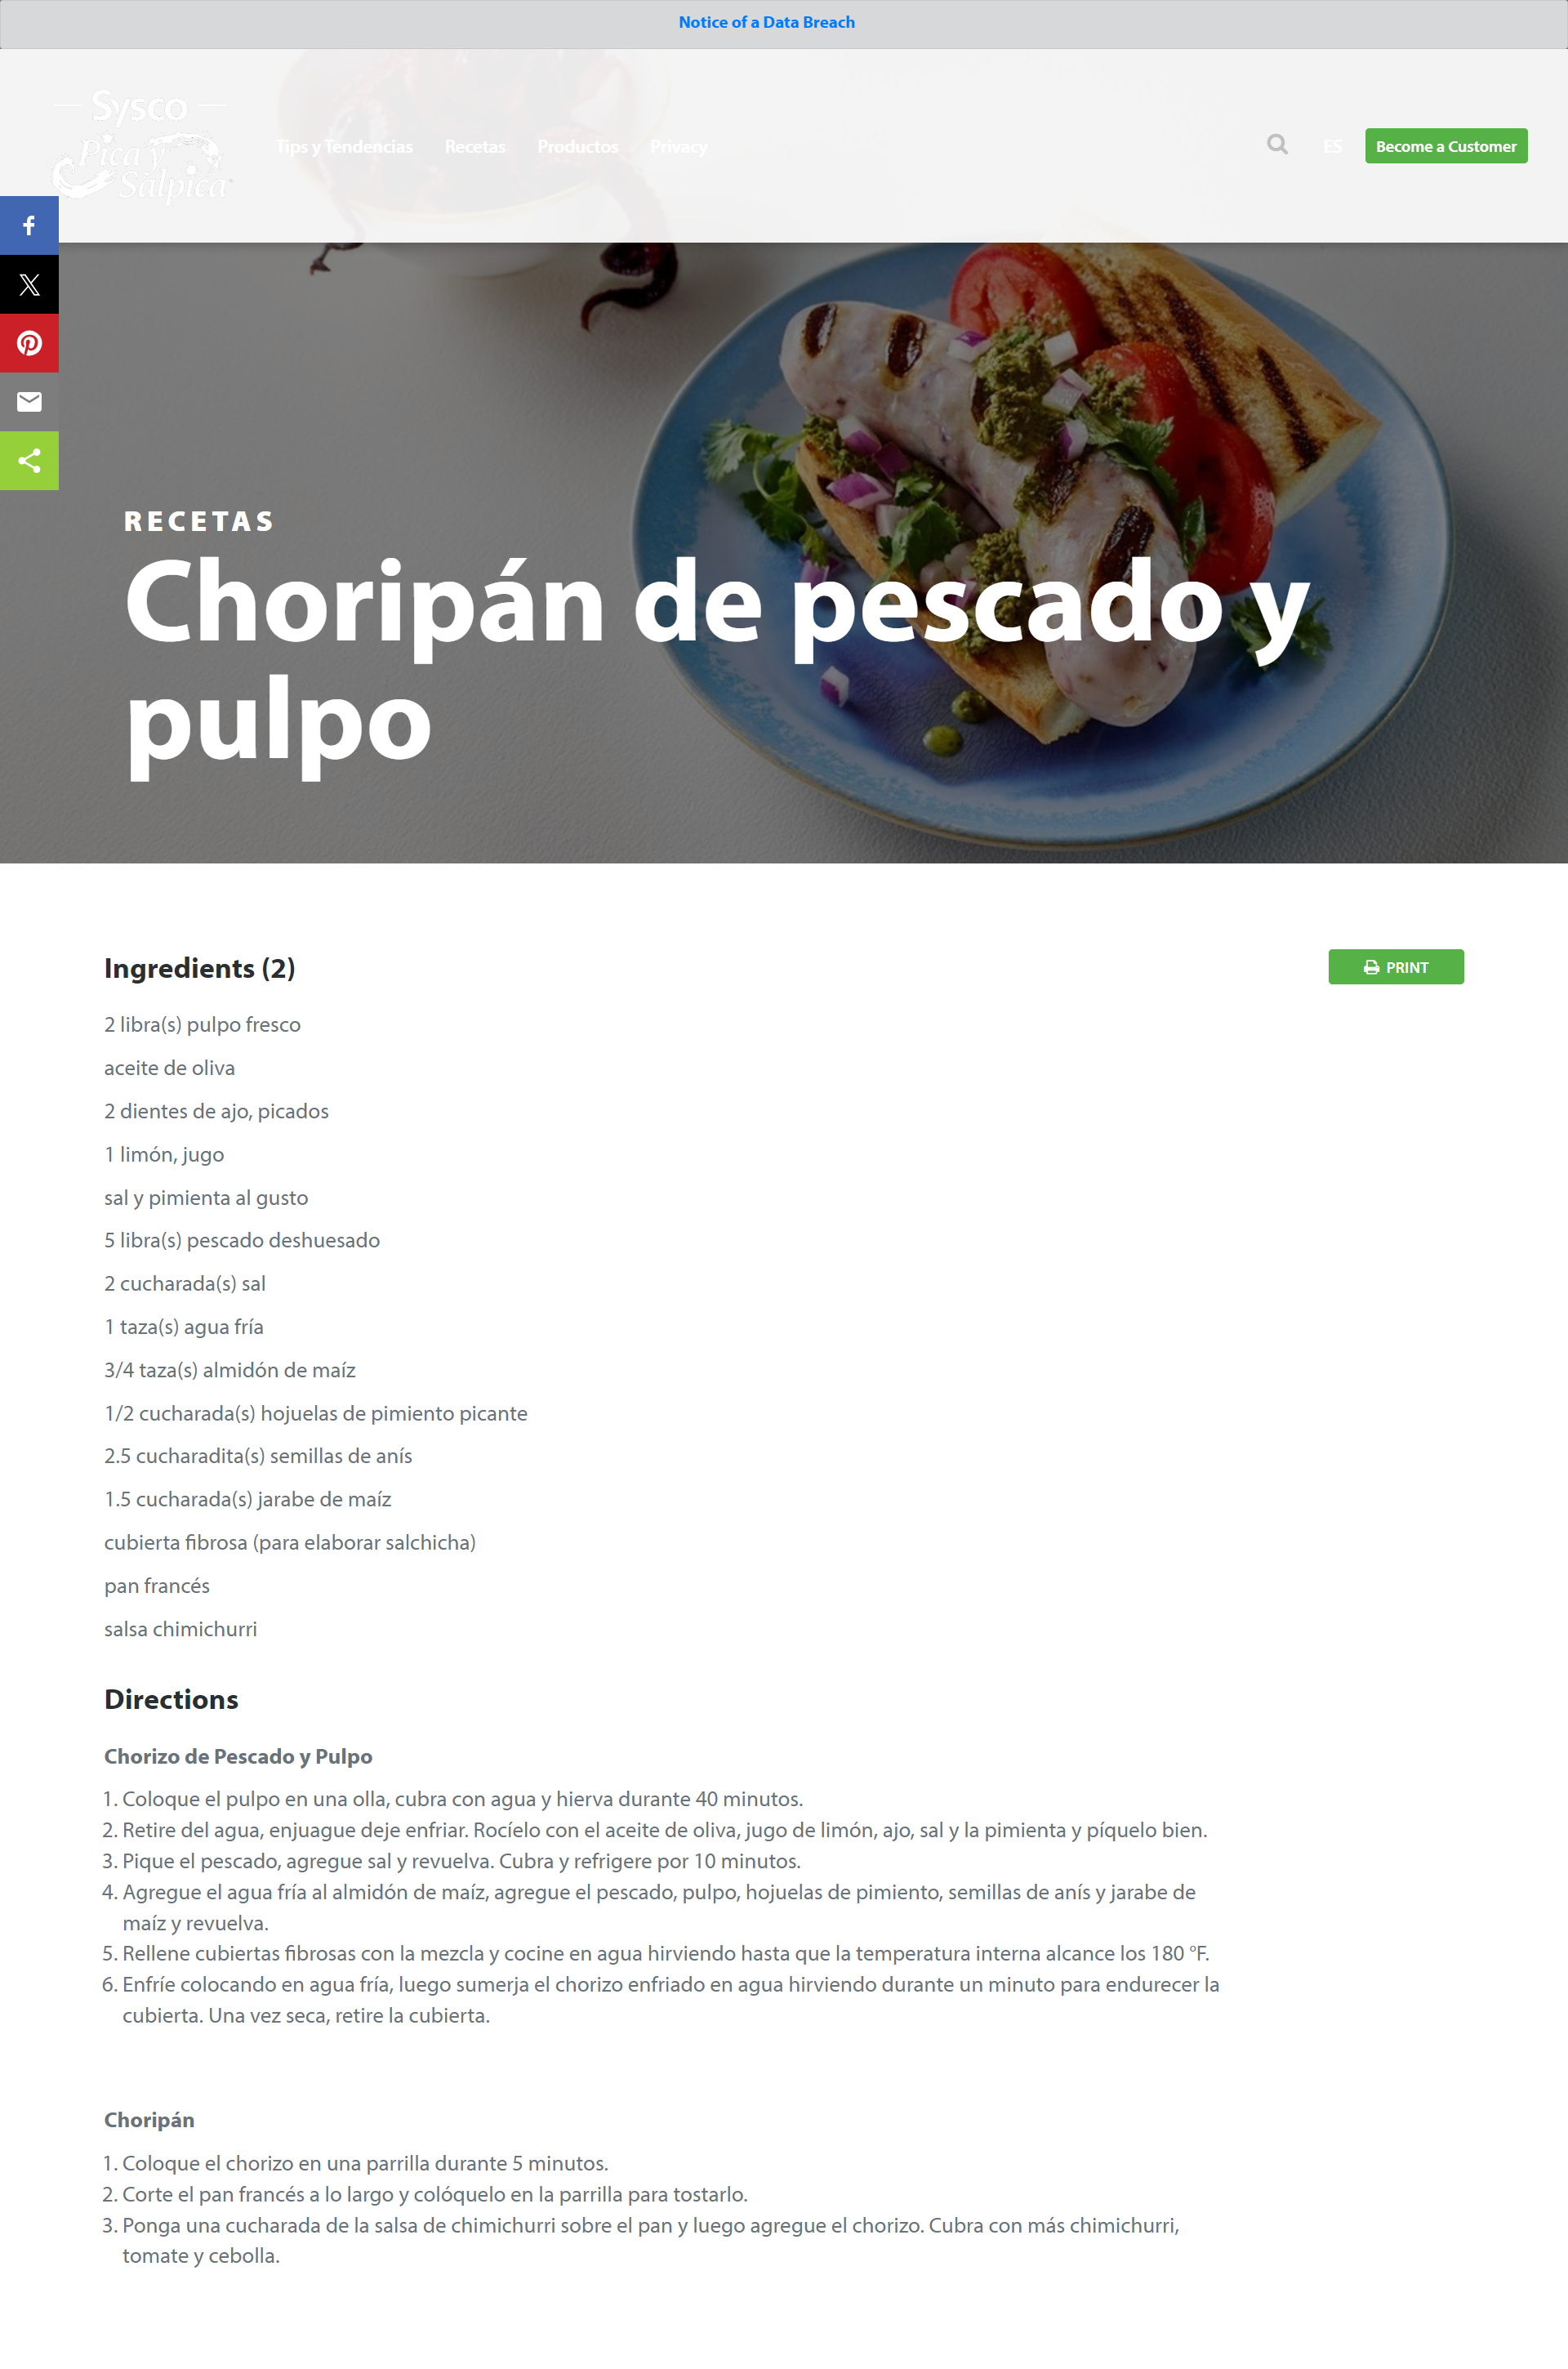 Notice of a Data Breach
Sysco
Pica y
Salpica
Tips y Tendencias Recetas Productos Privacy
ES
Become a Customer
RECETAS
Choripán de pescado y
pulpo
Ingredients (2)
PRINT
2 libra(s) pulpo fresco
aceite de oliva
2 dientes de ajo, picados
1 limón, jugo
sal y pimienta al gusto
5 libra(s) pescado deshuesado
2 cucharada(s) sal
1 taza(s) agua fría
3/4 taza(s) almidón de maíz
1/2 cucharada(s) hojuelas de pimiento picante
2.5 cucharadita(s) semillas de anís
1.5 cucharada(s) jarabe de maíz
cubierta fibrosa (para elaborar salchicha)
pan francés
salsa chimichurri
Directions
Chorizo de Pescado y Pulpo
1. Coloque el pulpo en una olla, cubra con agua y hierva durante 40 minutos.
2. Retire del agua, enjuague deje enfriar. Rocíelo con el aceite de oliva, jugo de limón, ajo, sal y la pimienta y píquelo bien.
3. Pique el pescado, agregue sal y revuelva. Cubra y refrigere por 10 minutos.
4. Agregue el agua fría al almidón de maíz, agregue el pescado, pulpo, hojuelas de pimiento, semillas de anís y jarabe de
maíz y revuelva.
5. Rellene cubiertas fibrosas con la mezcla y cocine en agua hirviendo hasta que la temperatura interna alcance los 180 °F.
6. Enfríe colocando en agua fría, luego sumerja el chorizo enfriado en agua hirviendo durante un minuto para endurecer la
cubierta. Una vez seca, retire la cubierta.
Choripán
1. Coloque el chorizo en una parrilla durante 5 minutos.
2. Corte el pan francés a lo largo y colóquelo en la parrilla para tostarlo.
3. Ponga una cucharada de la salsa de chimichurri sobre el pan y luego agregue el chorizo. Cubra con más chimichurri,
tomate y cebolla.